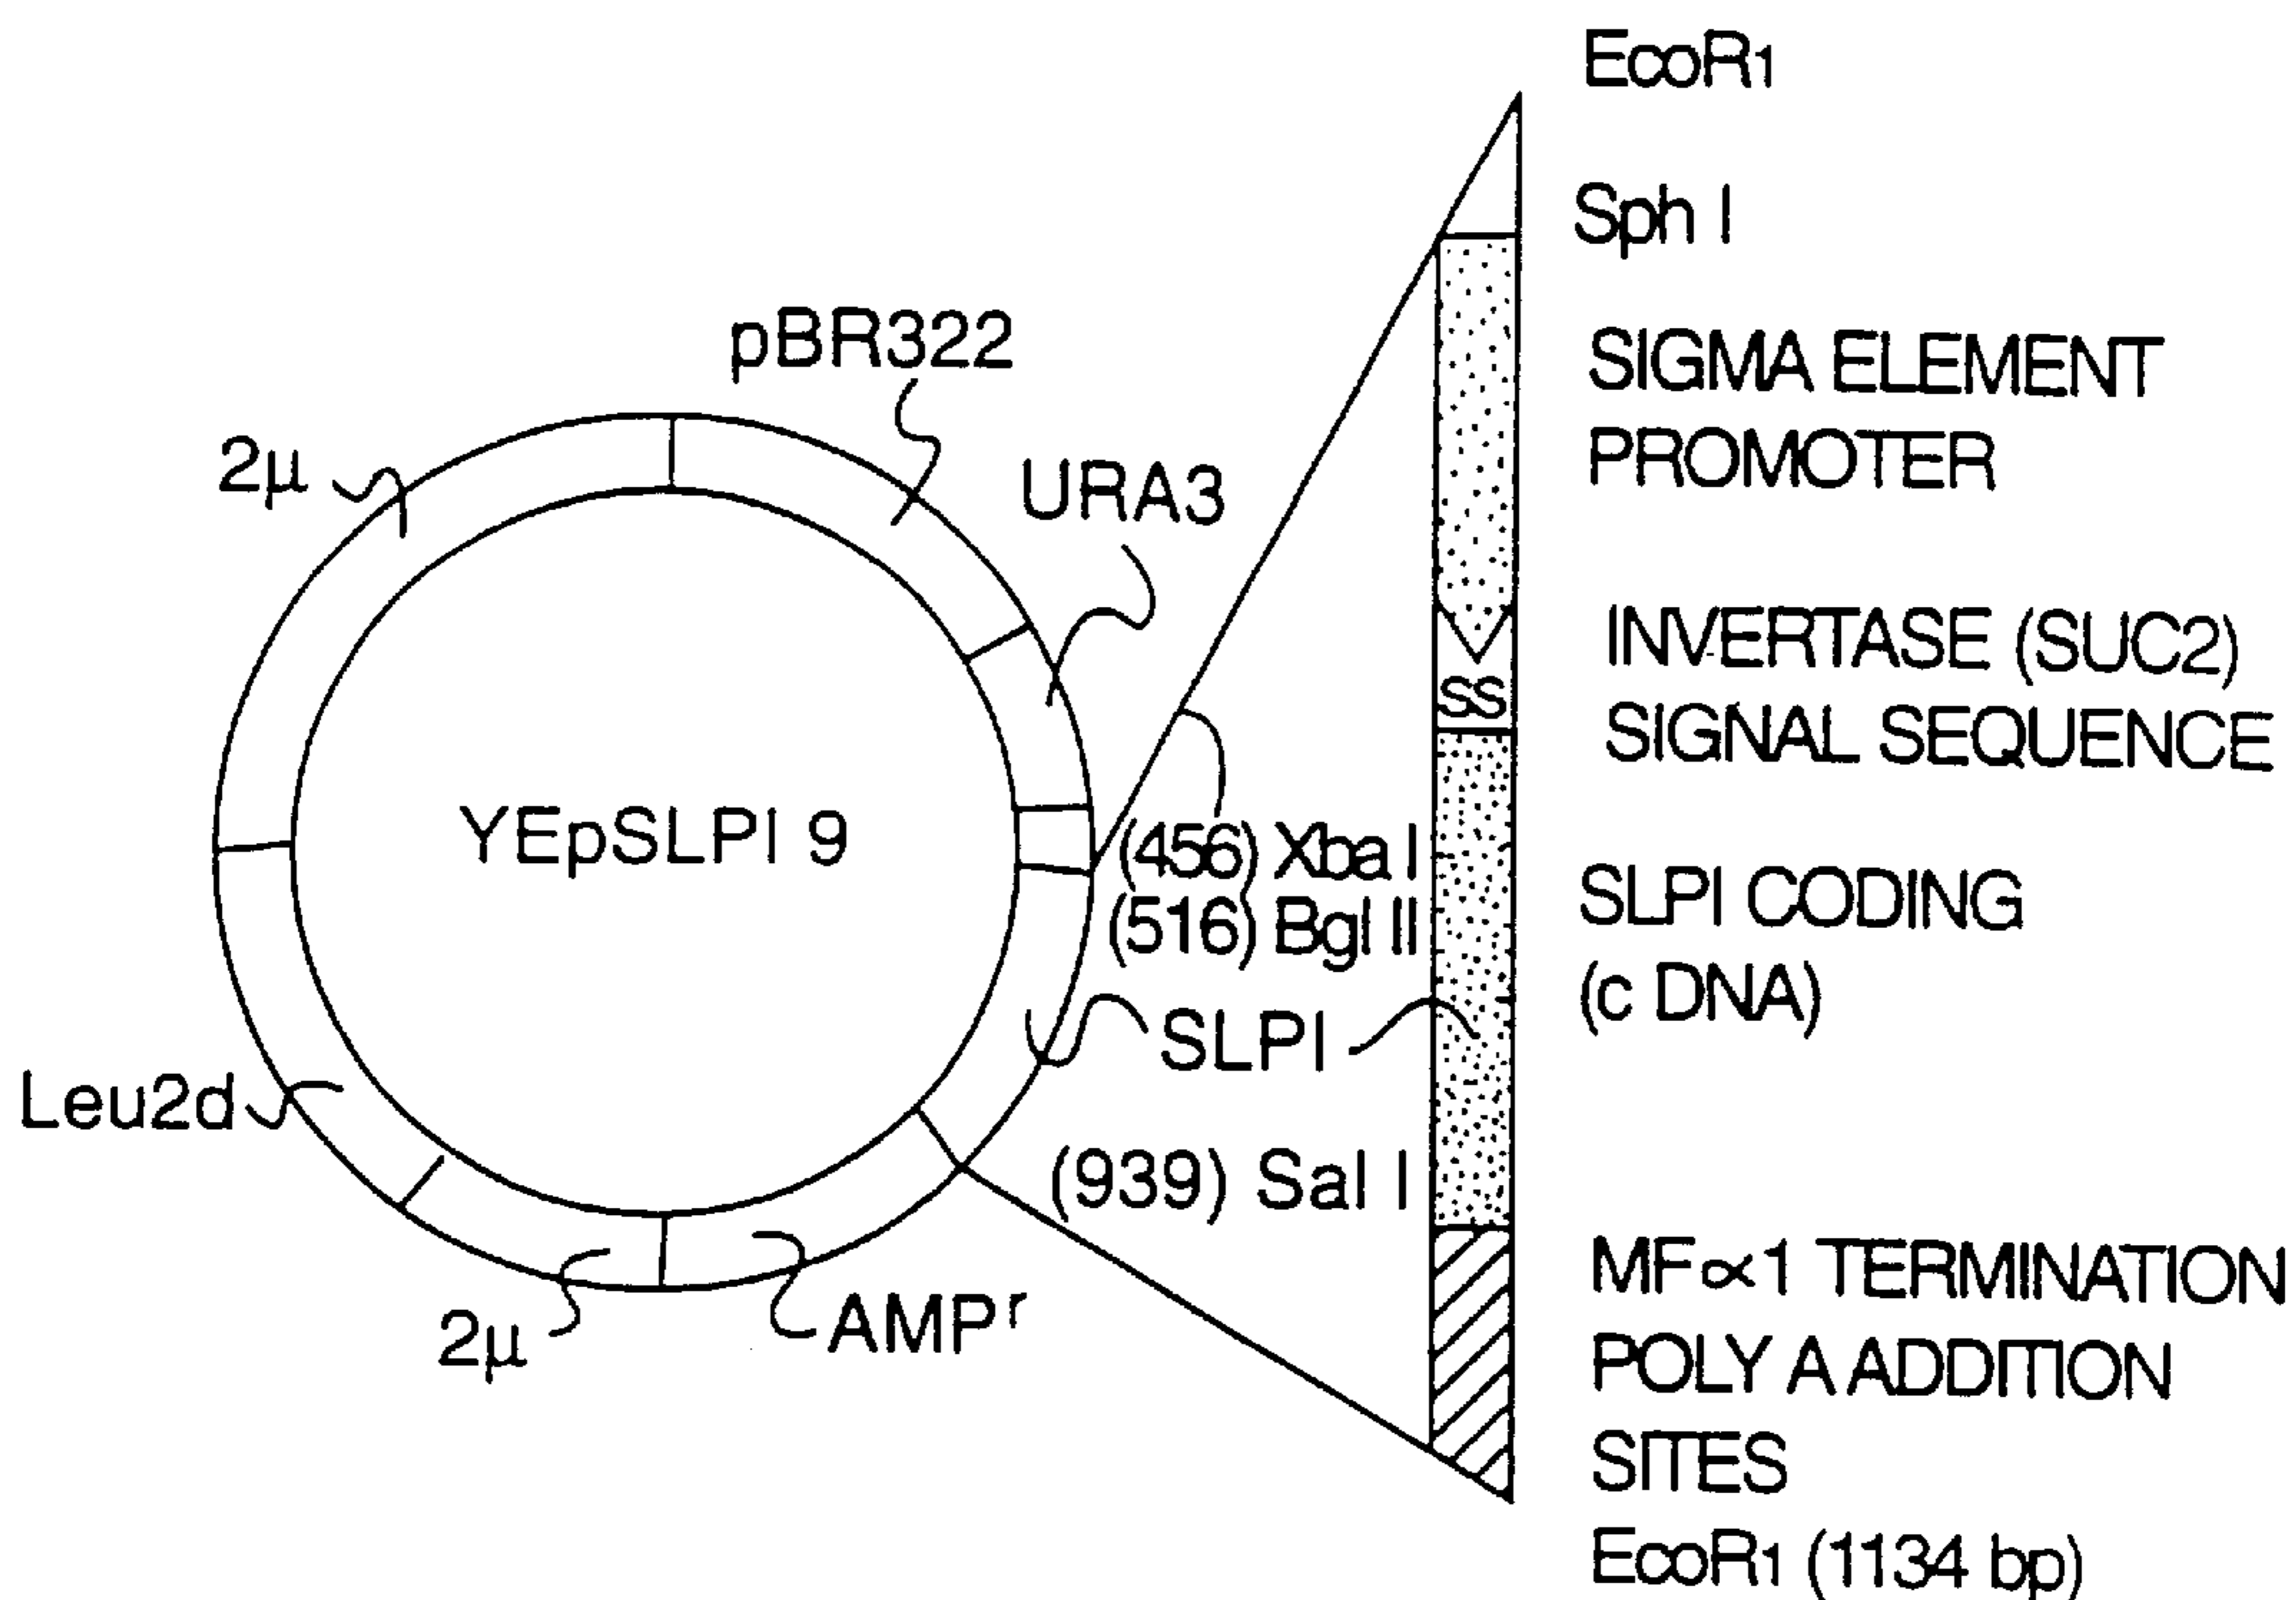 EcoR1
Sph I
SIGMA ELEMENT
PROMOTER
pBR322
2μ
URA3
INVERTASE (SUC2)
SIGNAL SEQUENCE
SS
YEpSLPI 9
(456) Xba I
(516) Bgl II
SLPI CODING
(c DNA)
SLPI
Leu2d
(939) Sal I
2μ
AMPʳ
MF∝1 TERMINATION
POLY A ADDITION
SITES
EcoR1 (1134 bp)